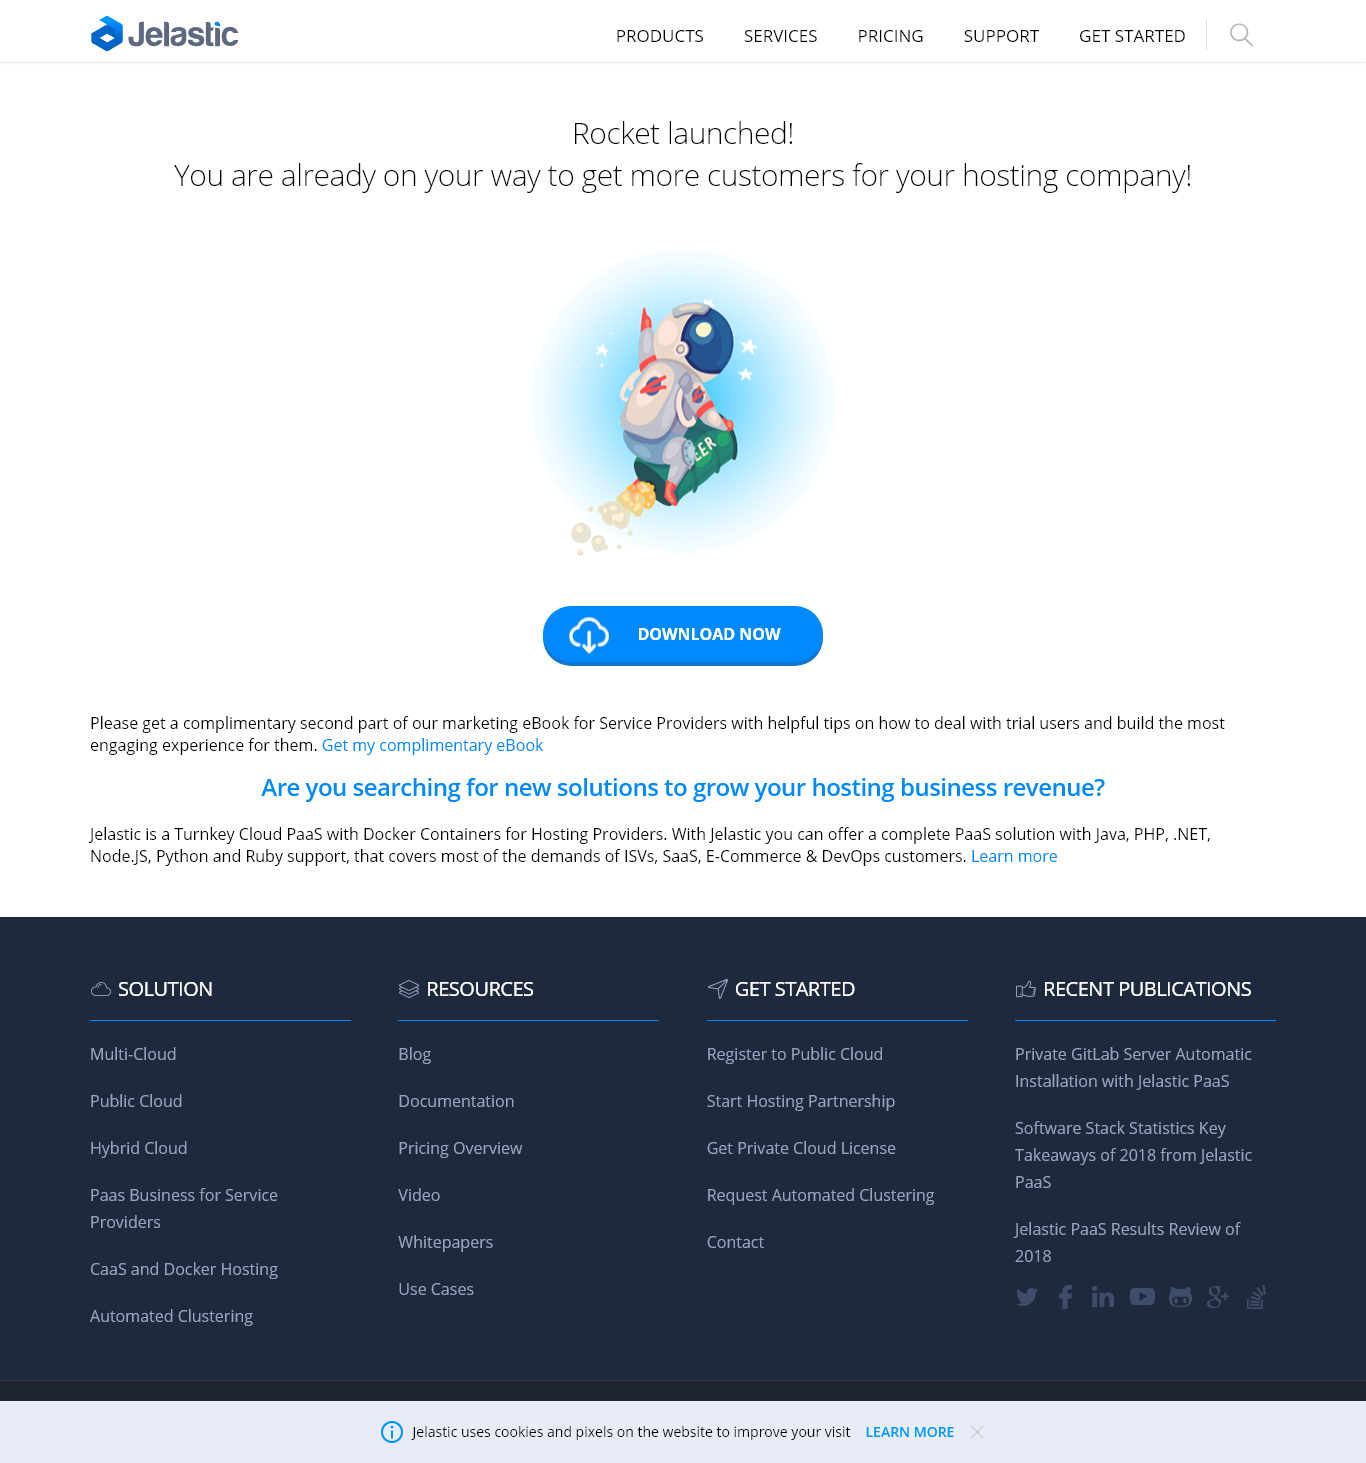 Jelastic
PRODUCTS SERVICES PRICING SUPPORT GET STARTED
Rocket launched!
You are already on your way to get more customers for your hosting company!
EER
DOWNLOAD NOW
Please get a complimentary second part of our marketing eBook for Service Providers with helpful tips on how to deal with trial users and build the most
engaging experience for them. Get my complimentary eBook
Are you searching for new solutions to grow your hosting business revenue?
Jelastic is a Turnkey Cloud PaaS with Docker Containers for Hosting Providers. With Jelastic you can offer a complete PaaS solution with Java, PHP, .NET,
Node.JS, Python and Ruby support, that covers most of the demands of ISVs, SaaS, E-Commerce & DevOps customers. Learn more
SOLUTION
Multi-Cloud
Public Cloud
Hybrid Cloud
Paas Business for Service
Providers
CaaS and Docker Hosting
Automated Clustering
RESOURCES
Blog
Documentation
Pricing Overview
Video
Whitepapers
Use Cases
GET STARTED
Register to Public Cloud
Start Hosting Partnership
Get Private Cloud License
Request Automated Clustering
Contact
RECENT PUBLICATIONS
Private GitLab Server Automatic
Installation with Jelastic PaaS
Software Stack Statistics Key
Takeaways of 2018 from Jelastic
PaaS
Jelastic PaaS Results Review of
2018
Jelastic uses cookies and pixels on the website to improve your visit LEARN MORE